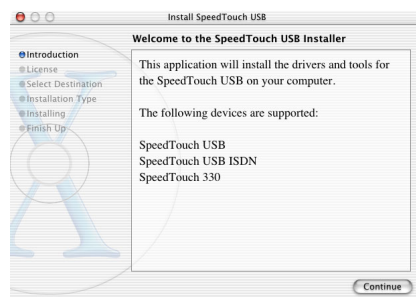 Install SpeedTouch USB
Welcome to the SpeedTouch USB Installer
Introduction
License
Select Destination
Installation Type
Installing
Finish Up
This application will install the drivers and tools for
the SpeedTouch USB on your computer.
The following devices are supported:
SpeedTouch USB
SpeedTouch USB ISDN
SpeedTouch 330
Continue